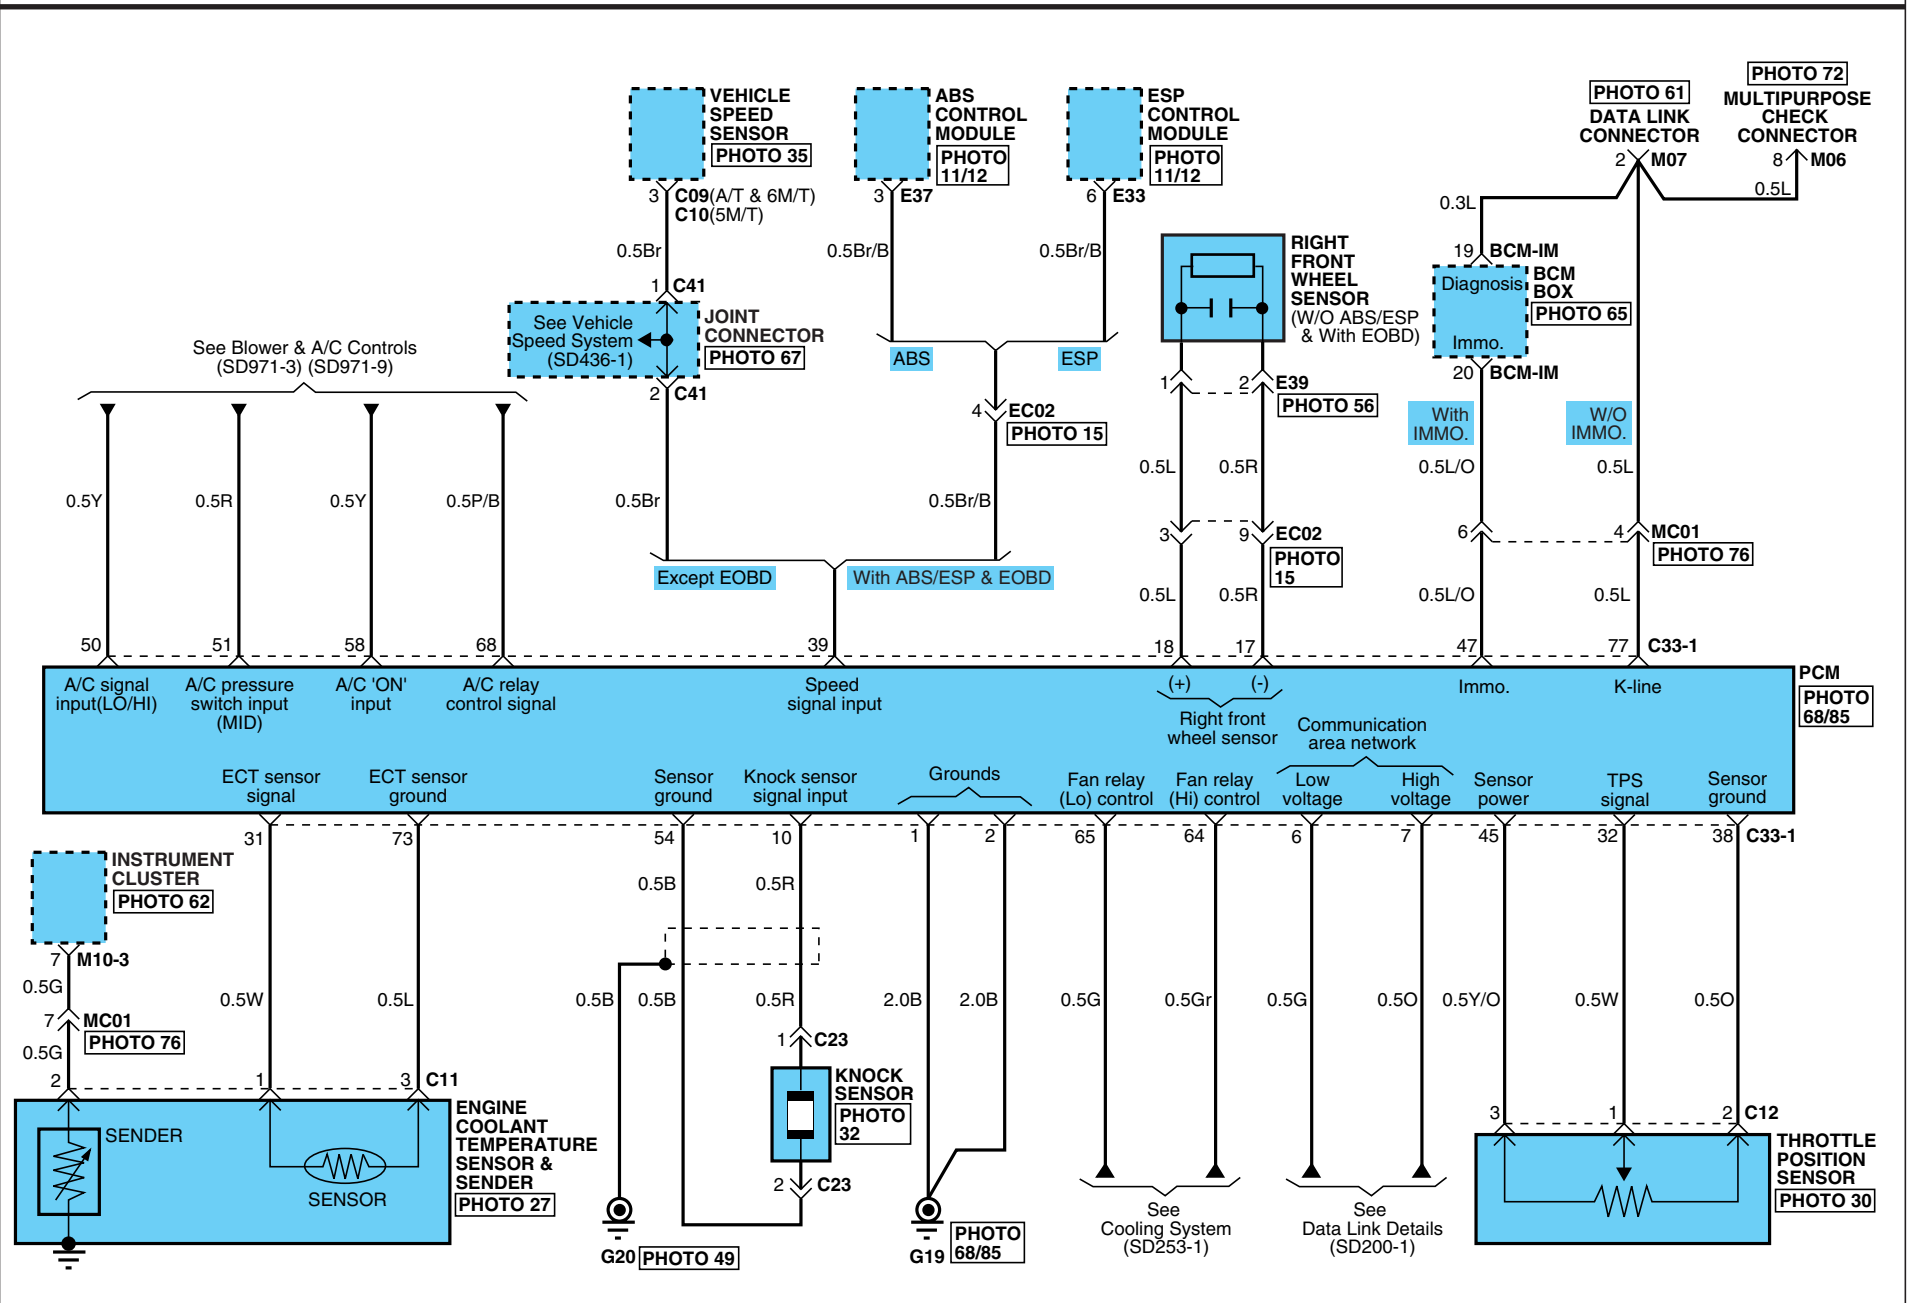 PHOTO 72
PHOTO 61
MULTIPURPOSE
CHECK
CONNECTOR
DATA LINK
CONNECTOR
8 M06
2 M07
0.5L
0.3L
VEHICLE
SPEED
SENSOR
PHOTO 35
ABS
CONTROL
MODULE
PHOTO
11/12
ESP
CONTROL
MODULE
PHOTO
11/12
3 C09(A/T & 6M/T)
C10(5M/T)
3 E37
6 E33
0.5Br
0.5Br/B
0.5Br/B
1 C41
See Vehicle
Speed System
(SD436-1)
JOINT
CONNECTOR
PHOTO 67
2 C41
ABS
ESP
4 EC02
PHOTO 15
RIGHT
FRONT
WHEEL
SENSOR
(W/O ABS/ESP
& With EOBD)
1 2 E39
PHOTO 56
19 BCM-IM
Diagnosis
Immo.
BCM
BOX
PHOTO 65
20 BCM-IM
With
IMMO.
W/O
IMMO.
See Blower & A/C Controls
(SD971-3) (SD971-9)
0.5L 0.5R 0.5L/O 0.5L
0.5Y 0.5R 0.5Y 0.5P/B 0.5Br 0.5Br/B
3 9 EC02
PHOTO
15
6 4 MC01
PHOTO 76
Except EOBD
With ABS/ESP & EOBD
0.5L 0.5R 0.5L/O 0.5L
50 51 58 68 39 18 17 47 77 C33-1
PCM
PHOTO
68/85
A/C signal
input(LO/HI)
A/C pressure
switch input
(MID)
A/C 'ON'
input
A/C relay
control signal
Speed
signal input
(+) (-)
Right front
wheel sensor
Immo.
K-line
Communication
area network
ECT sensor
signal
ECT sensor
ground
Sensor
ground
Knock sensor
signal input
Grounds
Fan relay
(Lo) control
Fan relay
(Hi) control
Low
voltage
High
voltage
Sensor
power
TPS
signal
Sensor
ground
31 73 54 10 1 2 65 64 6 7 45 32 38 C33-1
INSTRUMENT
CLUSTER
PHOTO 62
0.5B 0.5R
7 M10-3
0.5G
7 MC01
PHOTO 76
0.5G
0.5W 0.5L 0.5B 0.5B 0.5R 2.0B 2.0B 0.5G 0.5Gr 0.5G 0.5O 0.5Y/O 0.5W 0.5O
1 C23
KNOCK
SENSOR
PHOTO
32
2 C23
2 1 3 C11
SENDER
SENSOR
ENGINE
COOLANT
TEMPERATURE
SENSOR &
SENDER
PHOTO 27
G20 PHOTO 49
G19 PHOTO
68/85
See
Cooling System
(SD253-1)
See
Data Link Details
(SD200-1)
3 1 2 C12
THROTTLE
POSITION
SENSOR
PHOTO 30